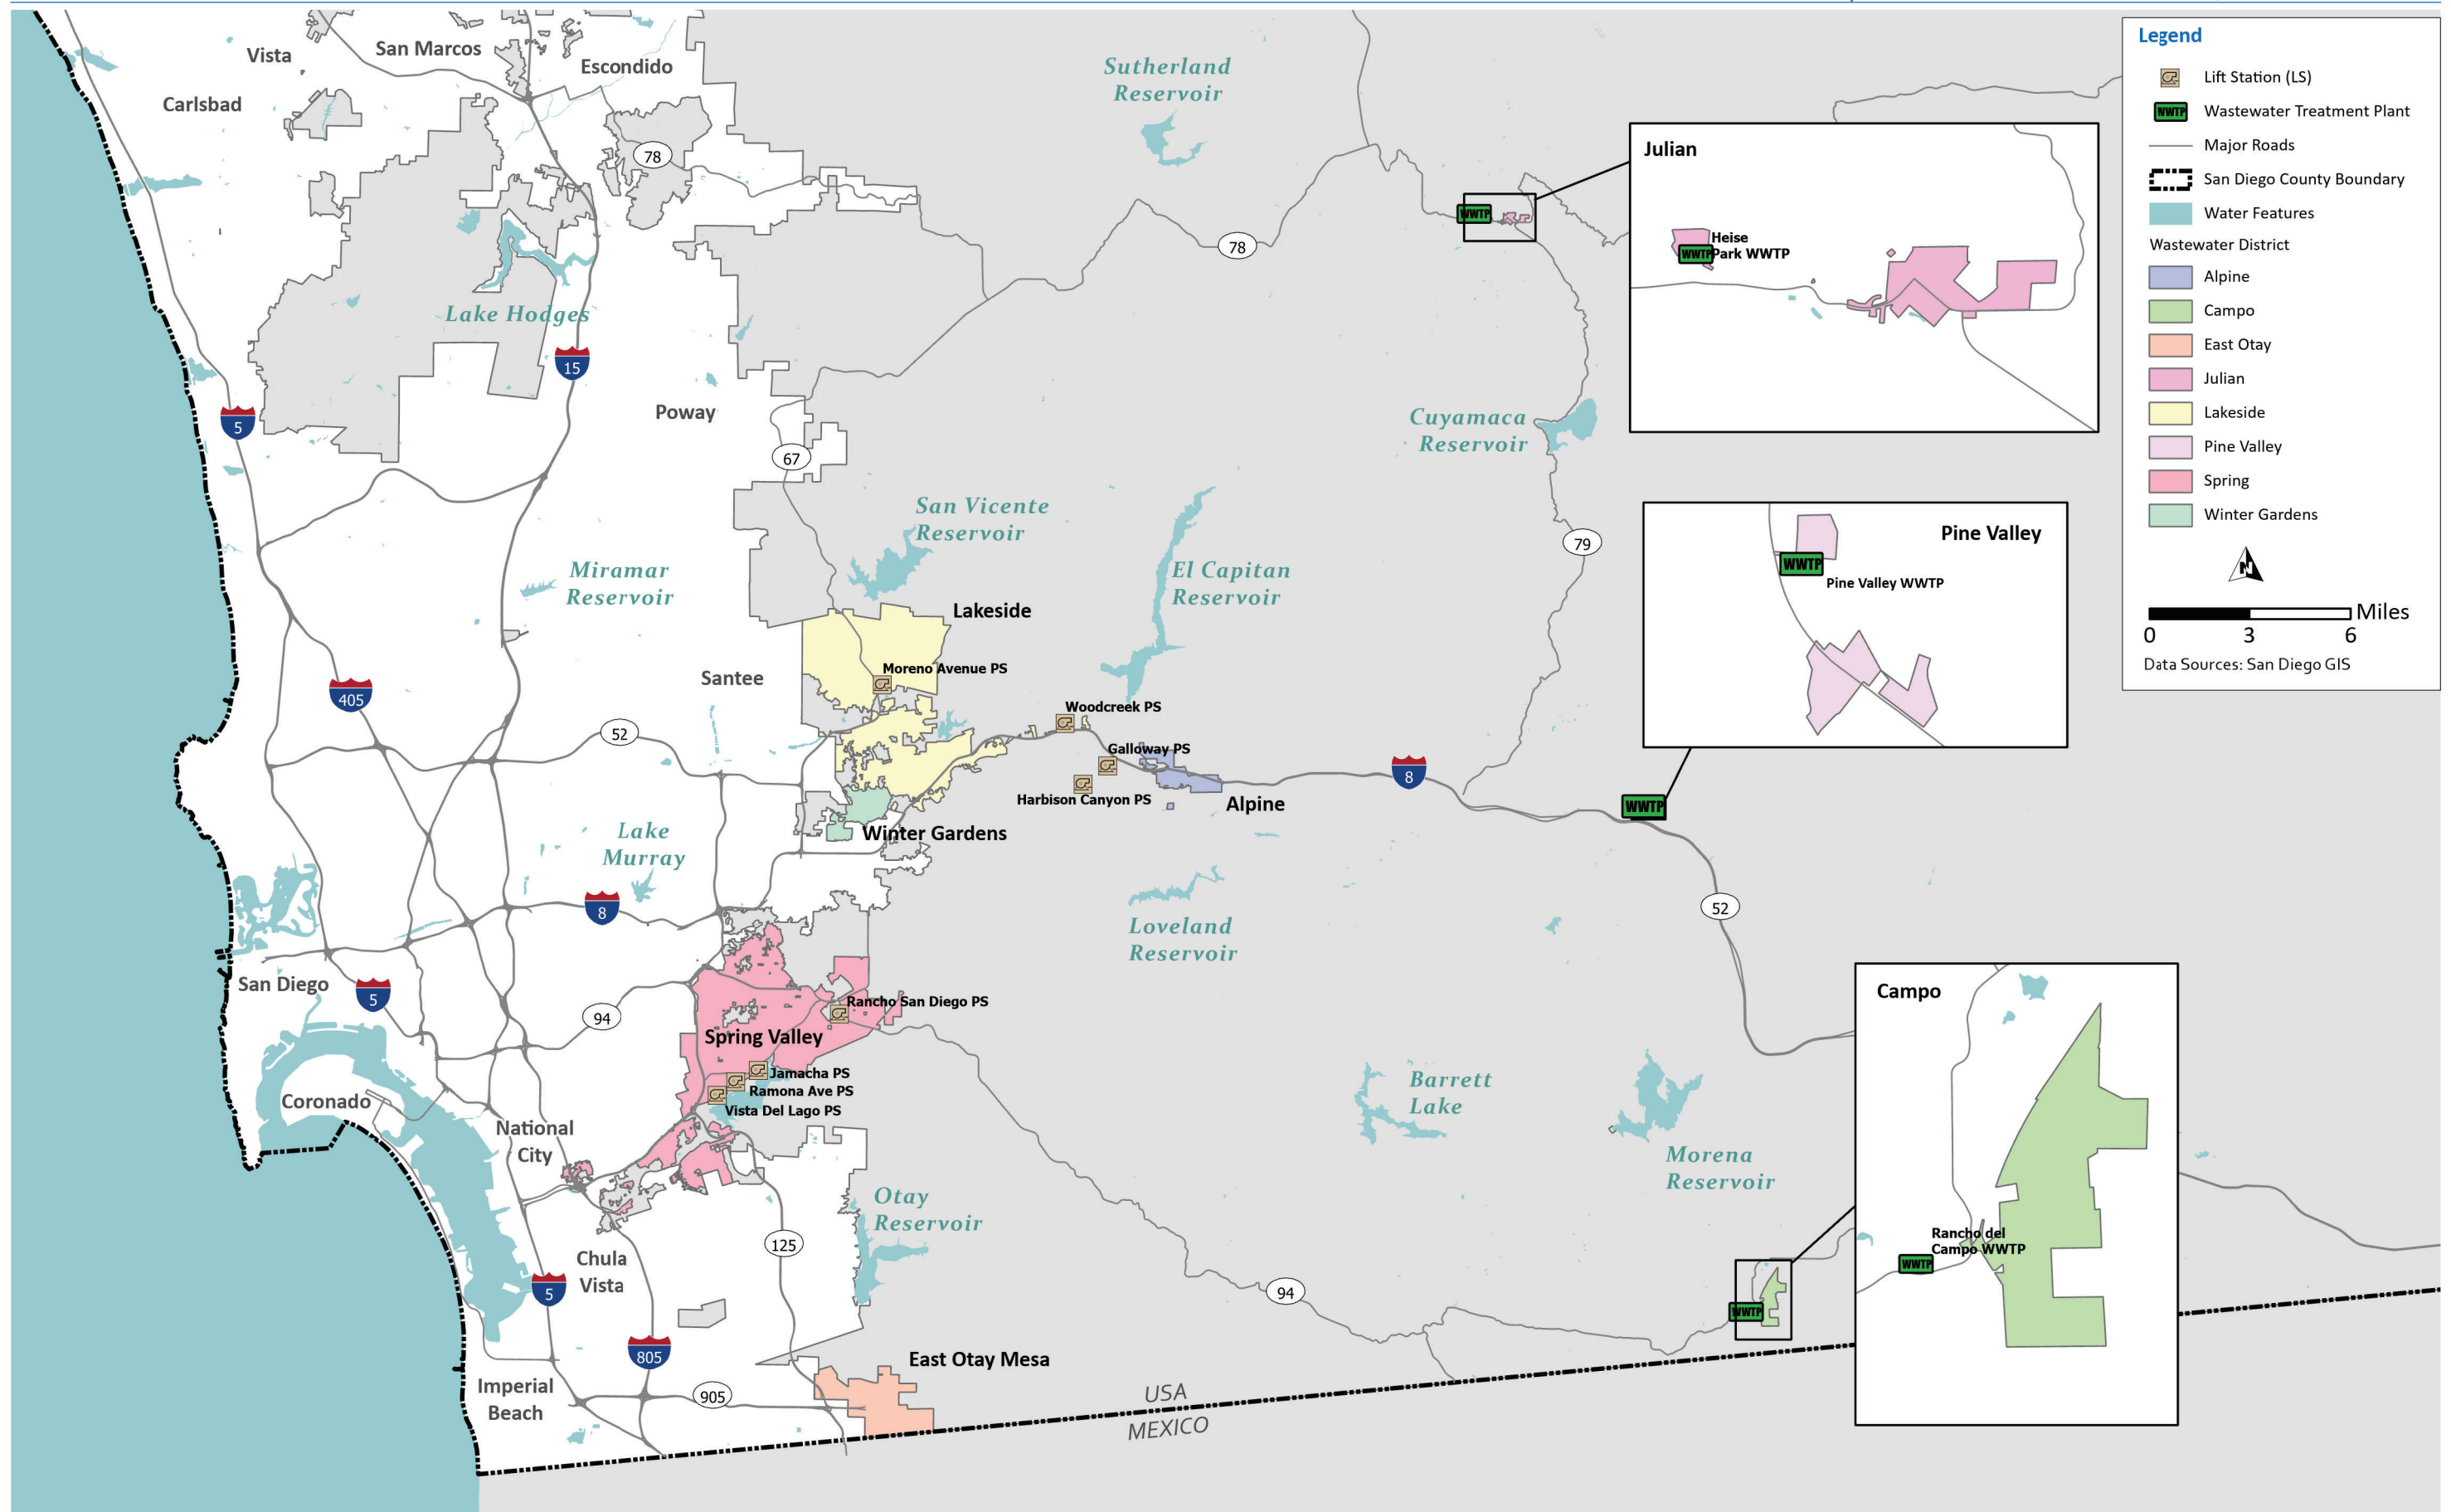 Vista
San Marcos
Escondido
Carlsbad
78
Sutherland
Reservoir
78
Lake Hodges
15
5
Poway
67
Cuyamaca
Reservoir
San Vicente
Reservoir
79
Miramar
Reservoir
El Capitan
Reservoir
Lakeside
Moreno Avenue PS
Santee
405
52
Woodcreek PS
Galloway PS
Harbison Canyon PS
Alpine
8
WWTP
Winter Gardens
Lake
Murray
8
52
Loveland
Reservoir
San Diego
5
94
Rancho San Diego PS
Spring Valley
Jamacha PS
Ramona Ave PS
Vista Del Lago PS
Coronado
National
City
Barrett
Lake
Morena
Reservoir
Otay
Reservoir
125
Chula
Vista
5
94
WWTP
805
East Otay Mesa
905
Imperial
Beach
USA
MEXICO
WWTP
Julian
Heise
Park WWTP
WWTP
Pine Valley
WWTP
Pine Valley WWTP
Campo
Rancho del
Campo WWTP
WWTP
Legend
Lift Station (LS)
WWTP
Wastewater Treatment Plant
Major Roads
San Diego County Boundary
Water Features
Wastewater District
Alpine
Campo
East Otay
Julian
Lakeside
Pine Valley
Spring
Winter Gardens
N
Miles
0 3 6
Data Sources: San Diego GIS